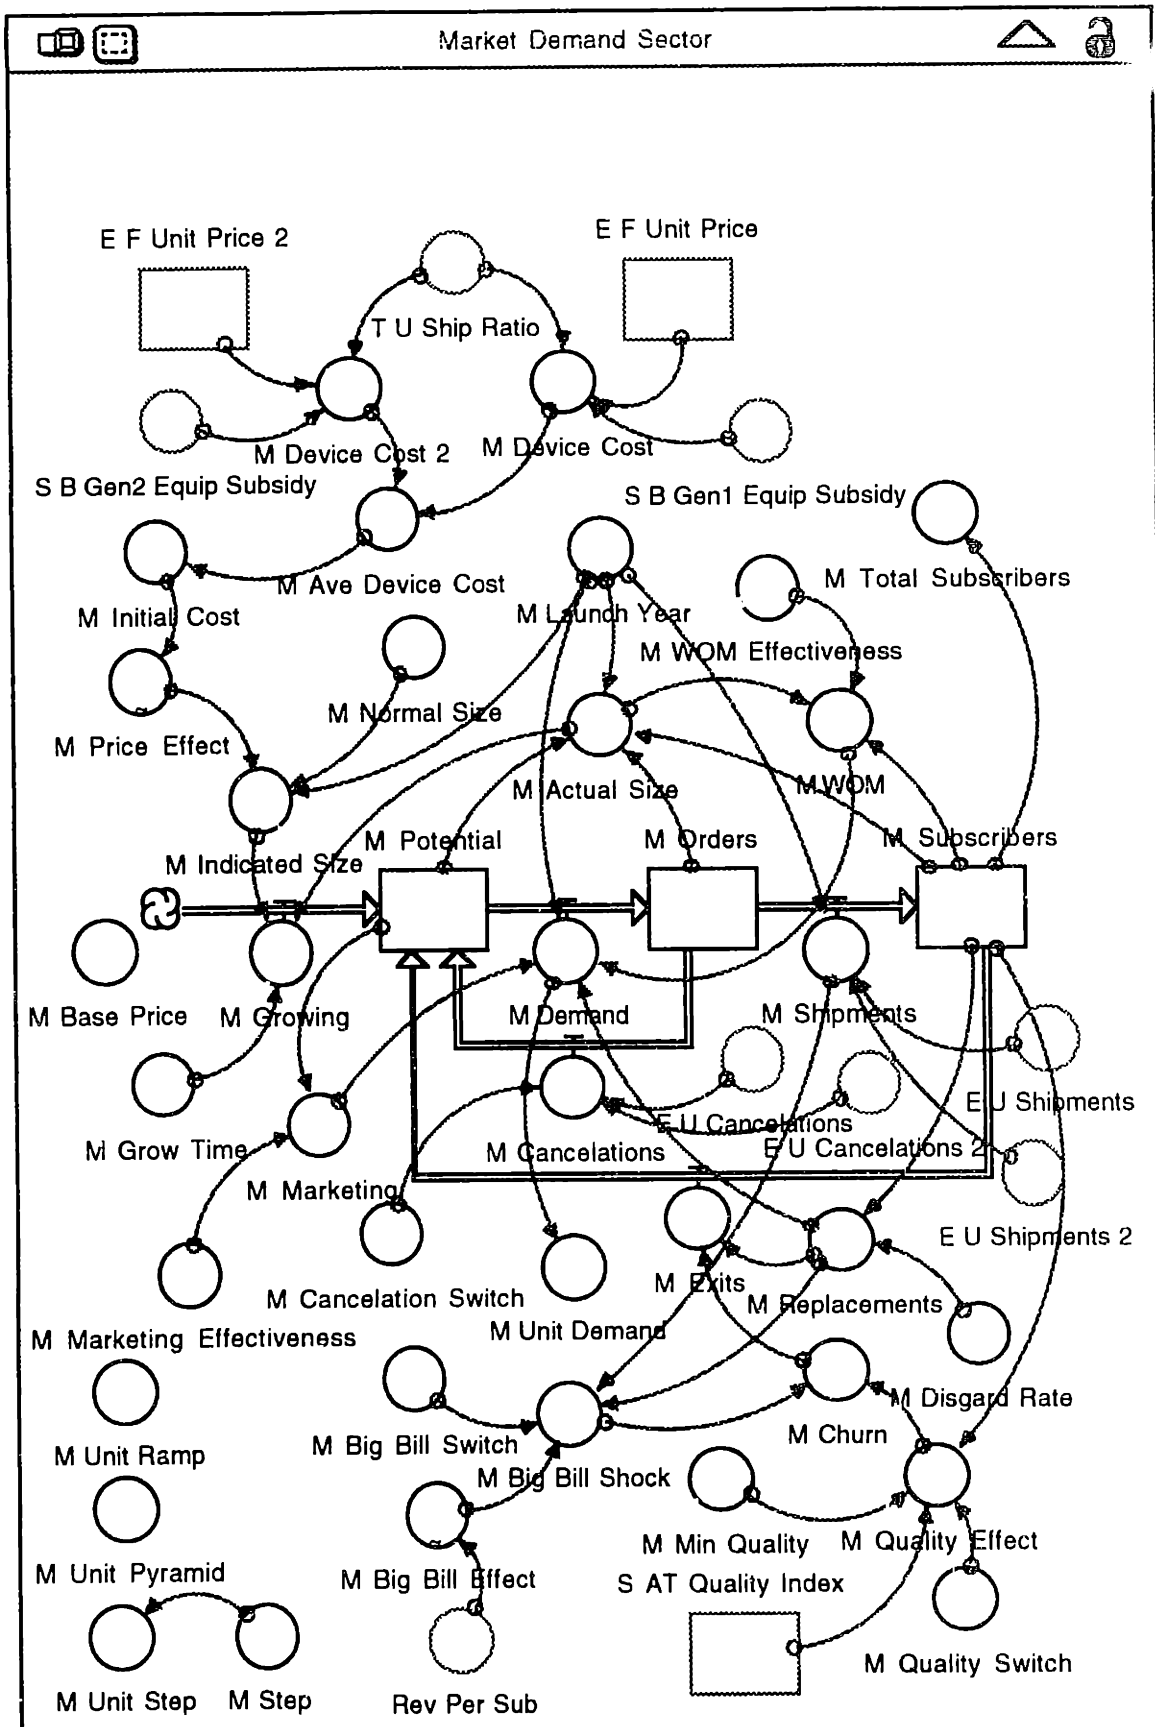 Market Demand Sector
E F Unit Price 2
E F Unit Price
T U Ship Ratio
M Device Cost 2
M Device Cost
S B Gen2 Equip Subsidy
S B Gen1 Equip Subsidy
M Ave Device Cost
M Total Subscribers
M Initial Cost
M Launch Year
M WOM Effectiveness
M Normal Size
M Price Effect
M Actual Size
M WOM
M Potential
M Orders
M Subscribers
M Indicated Size
M Base Price
M Growing
M Demand
M Shipments
E U Shipments
E U Cancelations
M Grow Time
M Cancelations
E U Cancelations 2
M Marketing
E U Shipments 2
M Exits
M Cancelation Switch
M Replacements
M Marketing Effectiveness
M Unit Demand
M Disgard Rate
M Churn
M Big Bill Switch
M Unit Ramp
M Big Bill Shock
M Min Quality
M Quality Effect
M Unit Pyramid
M Big Bill Effect
S AT Quality Index
M Quality Switch
M Unit Step
M Step
Rev Per Sub